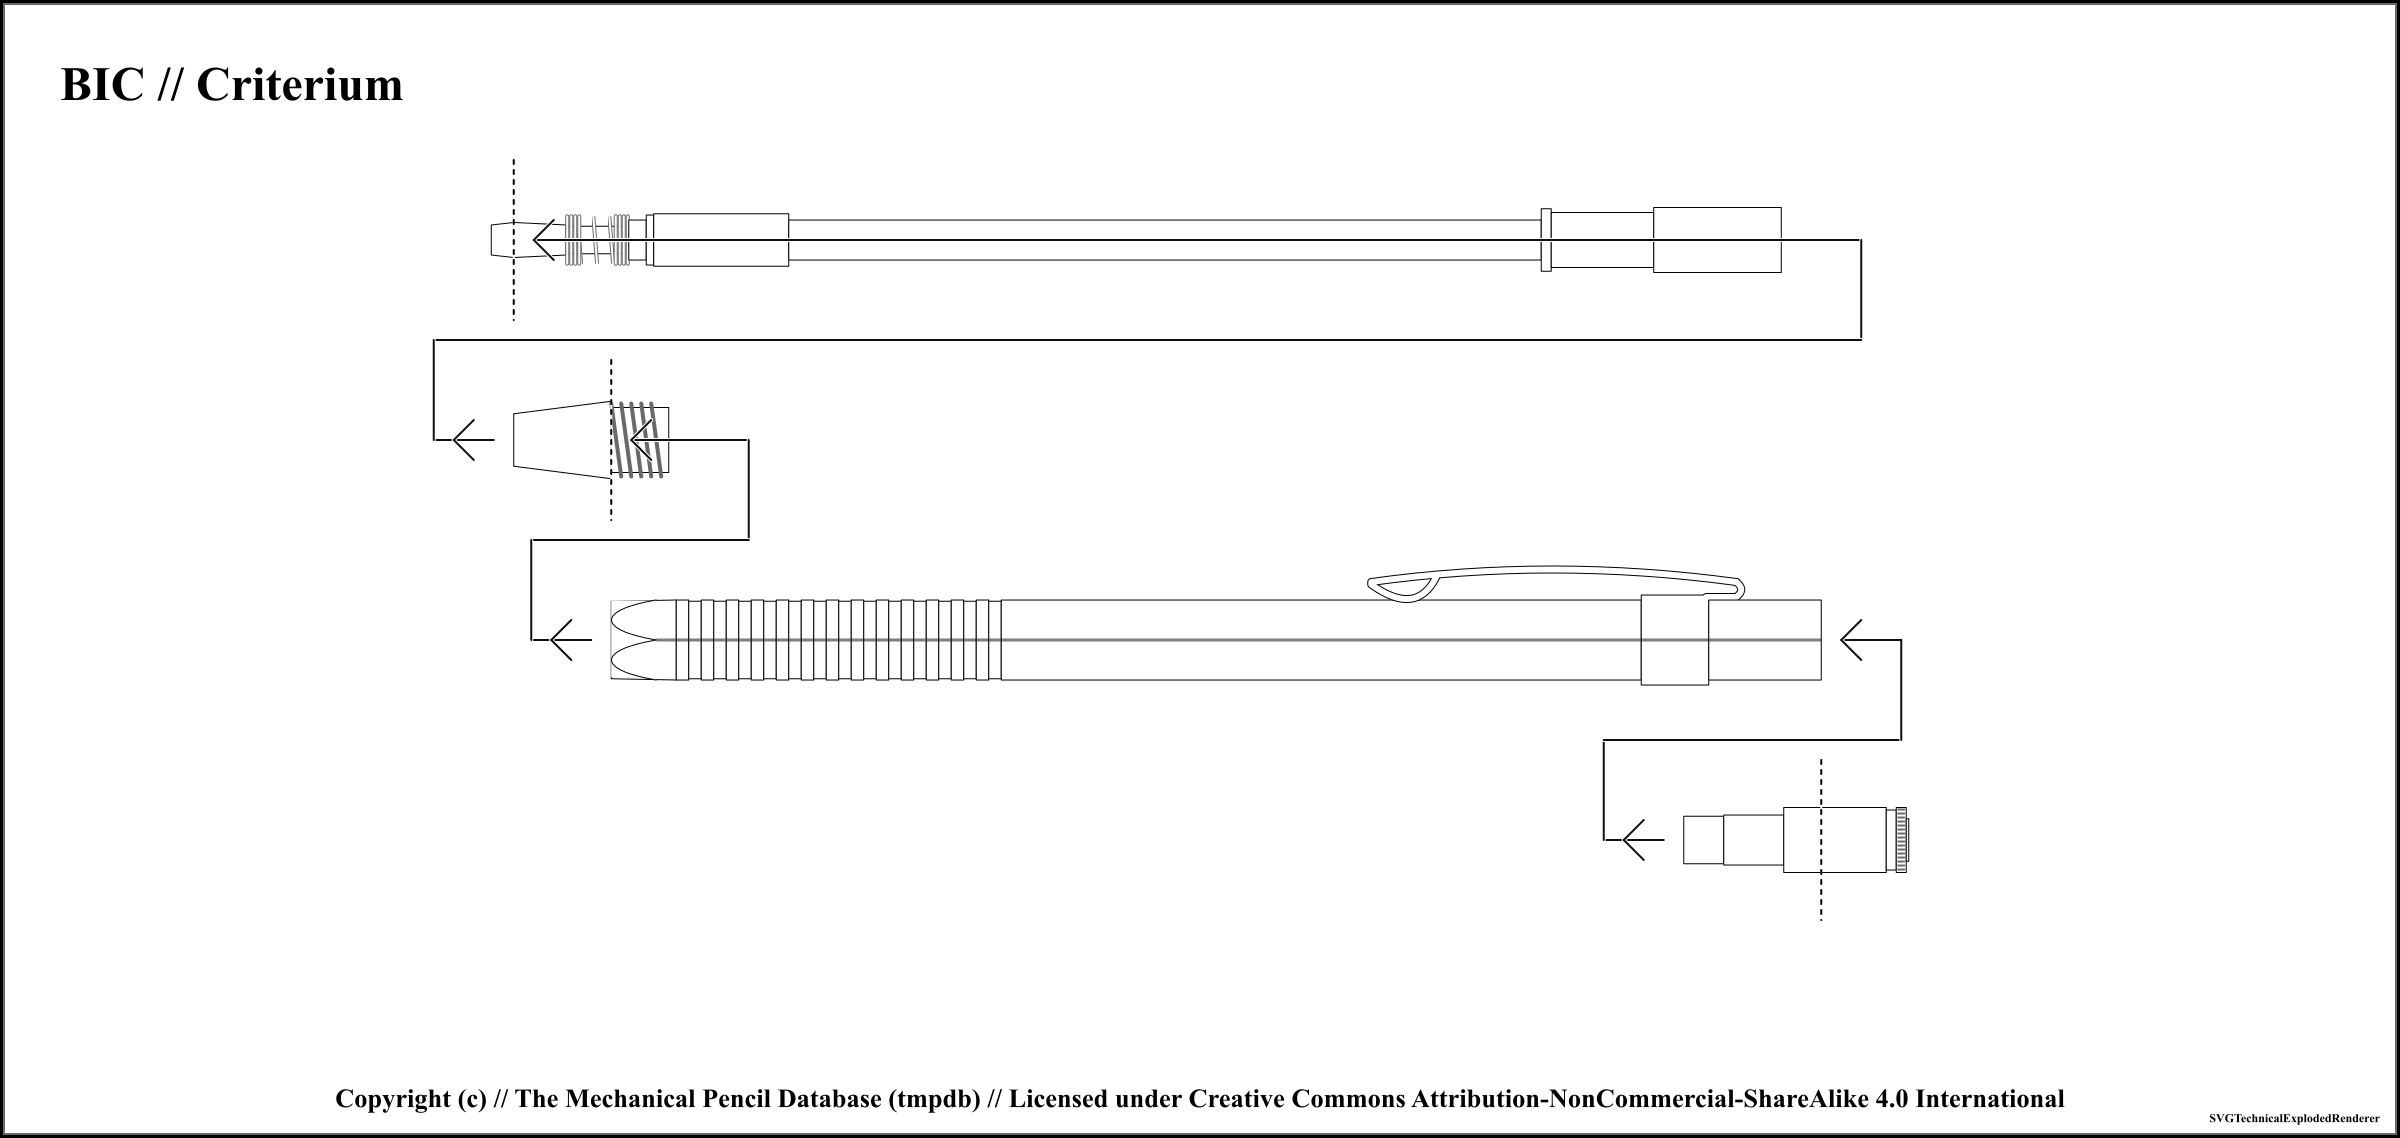 BIC // Criterium
Copyright (c) // The Mechanical Pencil Database (tmpdb) // Licensed under Creative Commons Attribution-NonCommercial-ShareAlike 4.0 International
SVGTechnicalExplodedRenderer